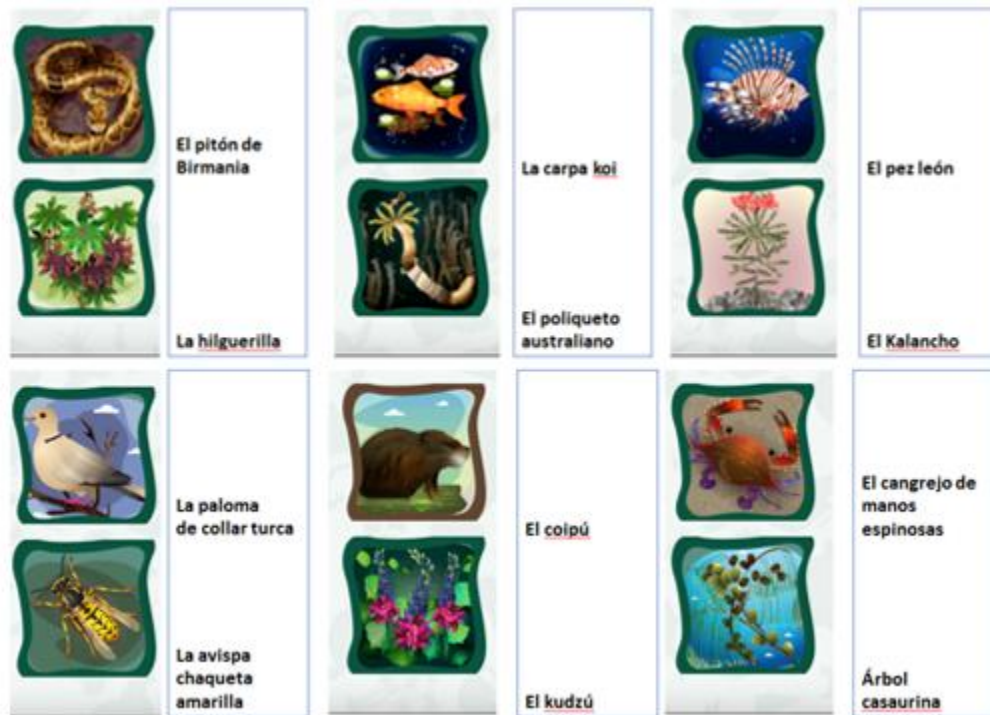 El pitón de
Birmania
La hilguerilla
La carpa koi
El poliqueto
australiano
El pez león
El Kalancho
La paloma
de collar turca
La avispa
chaqueta
amarilla
El coipú
El kudzú
El cangrejo de
manos
espinosas
Árbol
casaurina